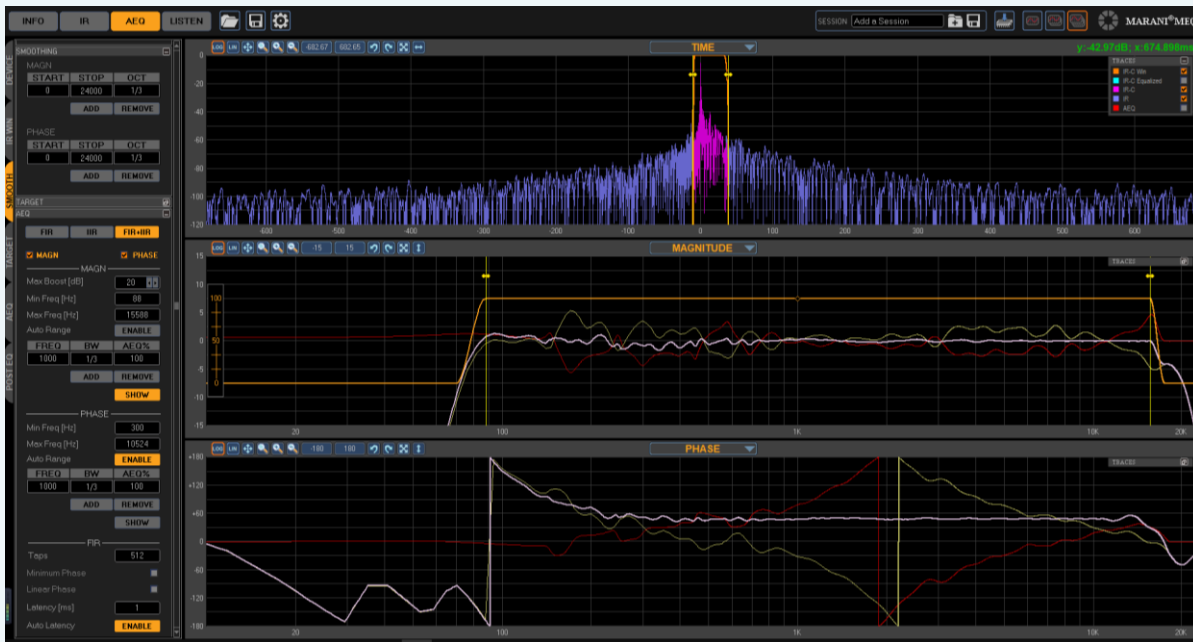 INFO IR AEQ LISTEN SESSION Add a Session MARANI®MEQ
SMOOTHING
MAGN
START STOP OCT
0 24000 1/3
ADD REMOVE
PHASE
START STOP OCT
0 24000 1/3
ADD REMOVE
TARGET
AEQ
FIR IIR FIR+IIR
MAGN PHASE
MAGN
Max Boost [dB] 20
Min Freq [Hz] 88
Max Freq [Hz] 15588
Auto Range ENABLE
FREQ BW AEQ%
1000 1/3 100
ADD REMOVE
SHOW
PHASE
Min Freq [Hz] 300
Max Freq [Hz] 10524
Auto Range ENABLE
FREQ BW AEQ%
1000 1/3 100
ADD REMOVE
SHOW
FIR
Taps 512
Minimum Phase
Linear Phase
Latency [ms] 1
Auto Latency ENABLE
DEVICE
IR WIN
SMOOTH
TARGET
AEQ
POST EQ
LOG LIN -682.67 682.65 TIME y:-42.97dB; x:674.898ms
TRACES
IR-C Win
IR-C Equalized
IR-C
IR
AEQ
0
-20
-40
-60
-80
-100
-120
-600 -500 -400 -300 -200 -100 0 100 200 300 400 500 600
LOG LIN -15 15 MAGNITUDE
TRACES
15
10
5
0
-5
-10
-15
100
50
0
20 100 1K 10K 20K
LOG LIN -180 180 PHASE
TRACES
+180
+120
+60
0
-60
-120
-180
20 100 1K 10K 20K